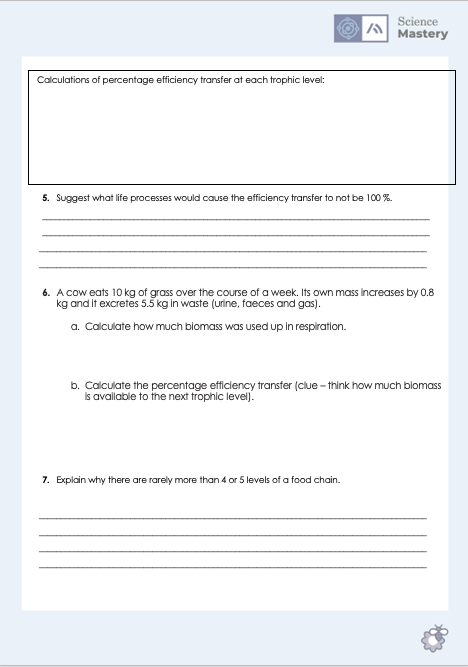 Science
Mastery
Calculations of percentage efficiency transfer at each trophic level:
5. Suggest what life processes would cause the efficiency transfer to not be 100 %.
6. A cow eats 10 kg of grass over the course of a week. Its own mass increases by 0.8
kg and it excretes 5.5 kg in waste (urine, faeces and gas).
a. Calculate how much biomass was used up in respiration.
b. Calculate the percentage efficiency transfer (clue – think how much biomass
is available to the next trophic level).
7. Explain why there are rarely more than 4 or 5 levels of a food chain.